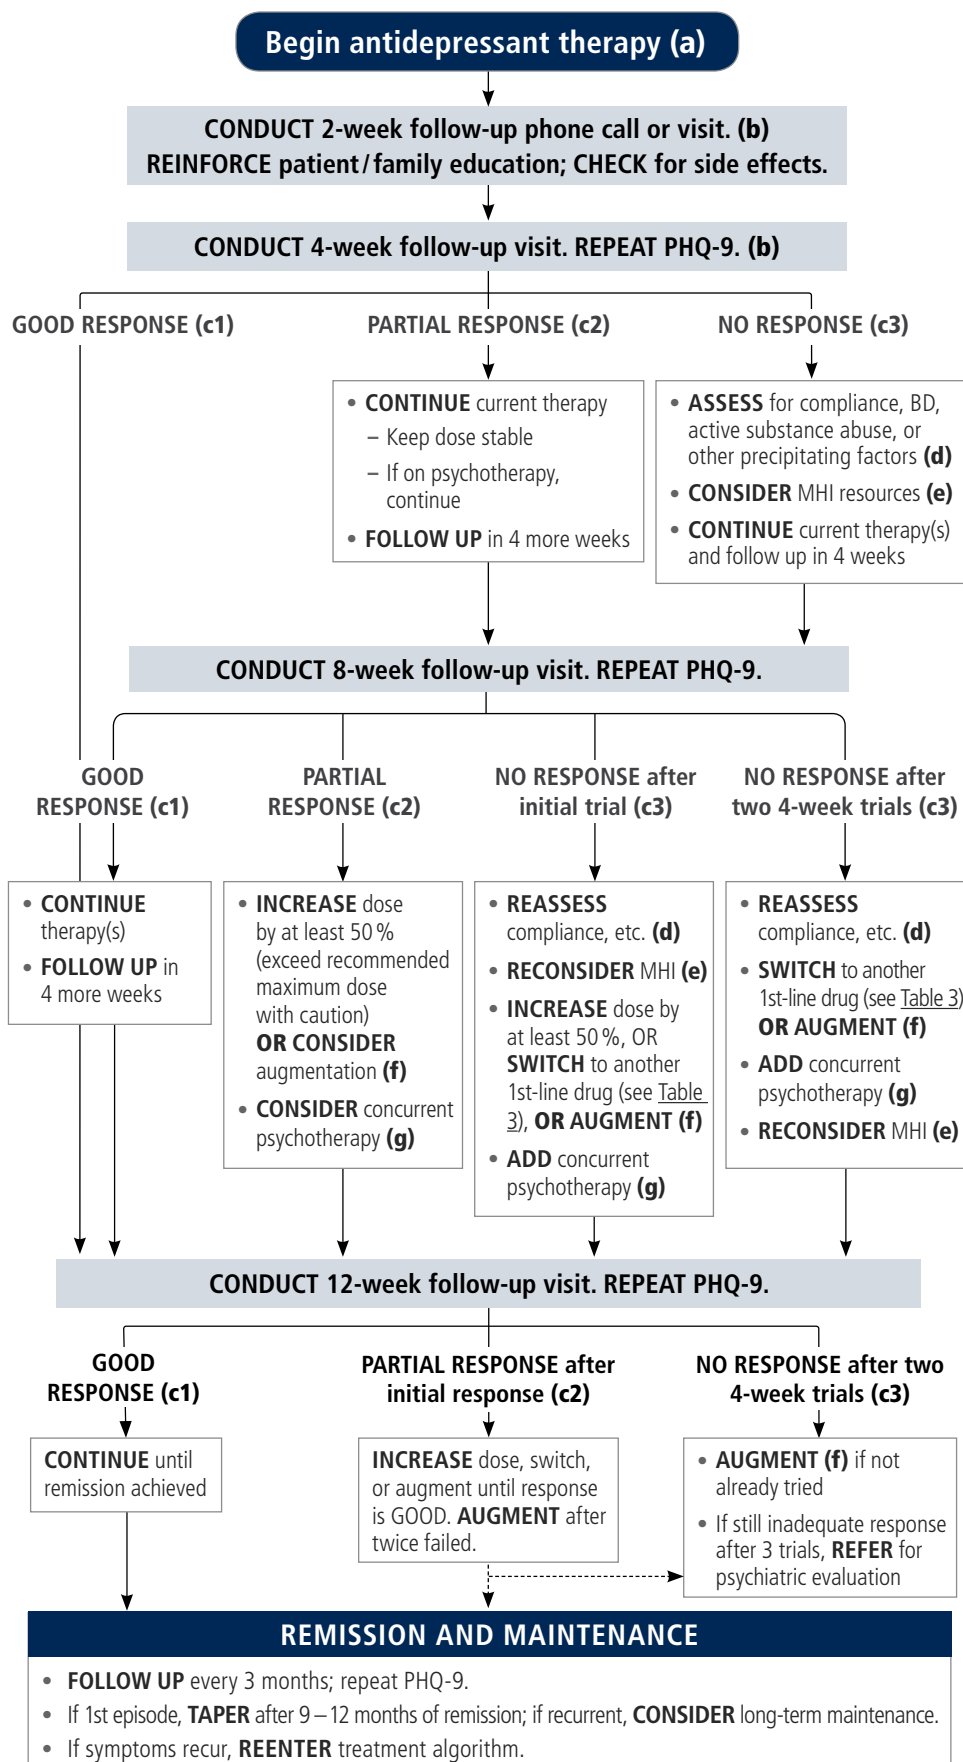 Begin antidepressant therapy (a)
CONDUCT 2-week follow-up phone call or visit. (b)
REINFORCE patient/family education; CHECK for side effects.
CONDUCT 4-week follow-up visit. REPEAT PHQ-9. (b)
GOOD RESPONSE (c1)
PARTIAL RESPONSE (c2)
• CONTINUE current therapy
– Keep dose stable
– If on psychotherapy,
continue
• FOLLOW UP in 4 more weeks
NO RESPONSE (c3)
• ASSESS for compliance, BD,
active substance abuse, or
other precipitating factors (d)
• CONSIDER MHI resources (e)
• CONTINUE current therapy(s)
and follow up in 4 weeks
CONDUCT 8-week follow-up visit. REPEAT PHQ-9.
GOOD
RESPONSE (c1)
• CONTINUE
therapy(s)
• FOLLOW UP in
4 more weeks
PARTIAL
RESPONSE (c2)
• INCREASE dose
by at least 50%
(exceed recommended
maximum dose
with caution)
OR CONSIDER
augmentation (f)
• CONSIDER concurrent
psychotherapy (g)
NO RESPONSE after
initial trial (c3)
• REASSESS
compliance, etc. (d)
• RECONSIDER MHI (e)
• INCREASE dose by
at least 50%, OR
SWITCH to another
1st-line drug (see Table
3), OR AUGMENT (f)
• ADD concurrent
psychotherapy (g)
NO RESPONSE after
two 4-week trials (c3)
• REASSESS
compliance, etc. (d)
• SWITCH to another
1st-line drug (see Table 3)
OR AUGMENT (f)
• ADD concurrent
psychotherapy (g)
• RECONSIDER MHI (e)
CONDUCT 12-week follow-up visit. REPEAT PHQ-9.
GOOD
RESPONSE (c1)
CONTINUE until
remission achieved
PARTIAL RESPONSE after
initial response (c2)
INCREASE dose, switch,
or augment until response
is GOOD. AUGMENT after
twice failed.
NO RESPONSE after two
4-week trials (c3)
• AUGMENT (f) if not
already tried
• If still inadequate response
after 3 trials, REFER for
psychiatric evaluation
REMISSION AND MAINTENANCE
• FOLLOW UP every 3 months; repeat PHQ-9.
• If 1st episode, TAPER after 9–12 months of remission; if recurrent, CONSIDER long-term maintenance.
• If symptoms recur, REENTER treatment algorithm.